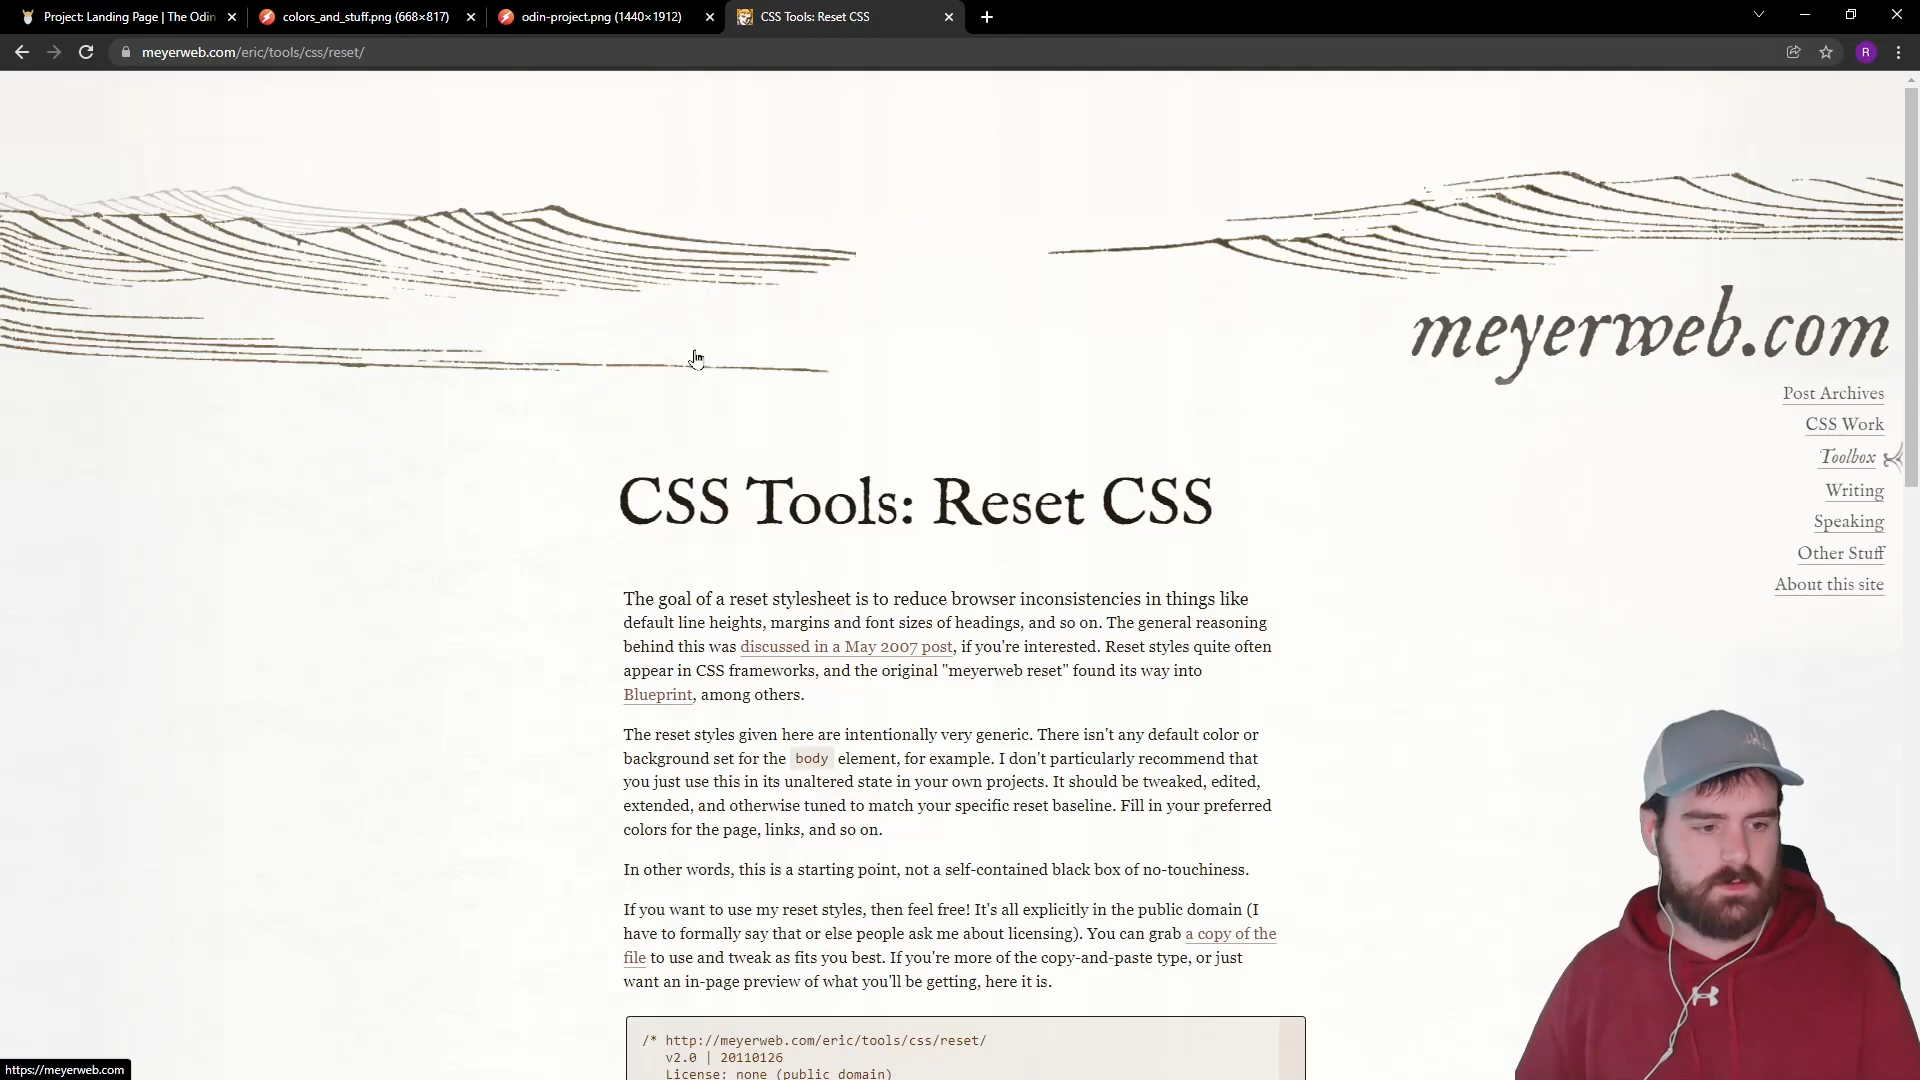 Project: Landing Page | The Odin
colors_and_stuff.png (668×817)
odin-project.png (1440×1912)
CSS Tools: Reset CSS
meyerweb.com/eric/tools/css/reset/
R
meyerweb.com
Post Archives
CSS Work
Toolbox
Writing
Speaking
Other Stuff
About this site
CSS Tools: Reset CSS
The goal of a reset stylesheet is to reduce browser inconsistencies in things like
default line heights, margins and font sizes of headings, and so on. The general reasoning
behind this was discussed in a May 2007 post, if you're interested. Reset styles quite often
appear in CSS frameworks, and the original "meyerweb reset" found its way into
Blueprint, among others.
The reset styles given here are intentionally very generic. There isn't any default color or
background set for the body element, for example. I don't particularly recommend that
you just use this in its unaltered state in your own projects. It should be tweaked, edited,
extended, and otherwise tuned to match your specific reset baseline. Fill in your preferred
colors for the page, links, and so on.
In other words, this is a starting point, not a self-contained black box of no-touchiness.
If you want to use my reset styles, then feel free! It's all explicitly in the public domain (I
have to formally say that or else people ask me about licensing). You can grab a copy of the
file to use and tweak as fits you best. If you're more of the copy-and-paste type, or just
want an in-page preview of what you'll be getting, here it is.
/* http://meyerweb.com/eric/tools/css/reset/
v2.0 | 20110126
License: none (public domain)
https://meyerweb.com